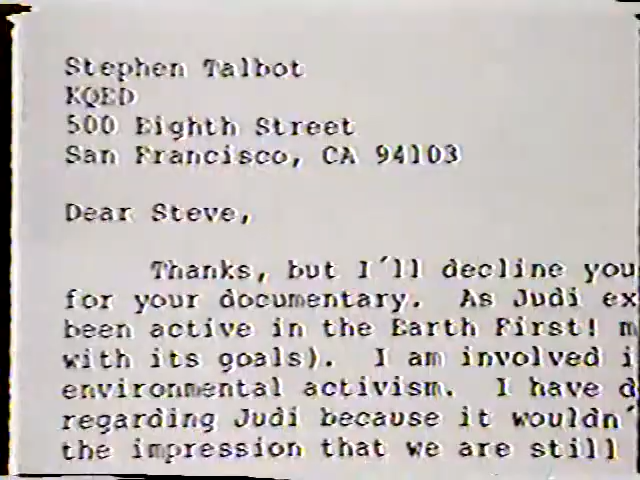 Stephen Talbot
KQED
500 Eighth Street
San Francisco, CA 94103
Dear Steve,
Thanks, but I'll decline you
for your documentary. As Judi ex
been active in the Earth First! m
with its goals). I am involved i
environmental activism. I have d
regarding Judi because it wouldn'
the impression that we are still